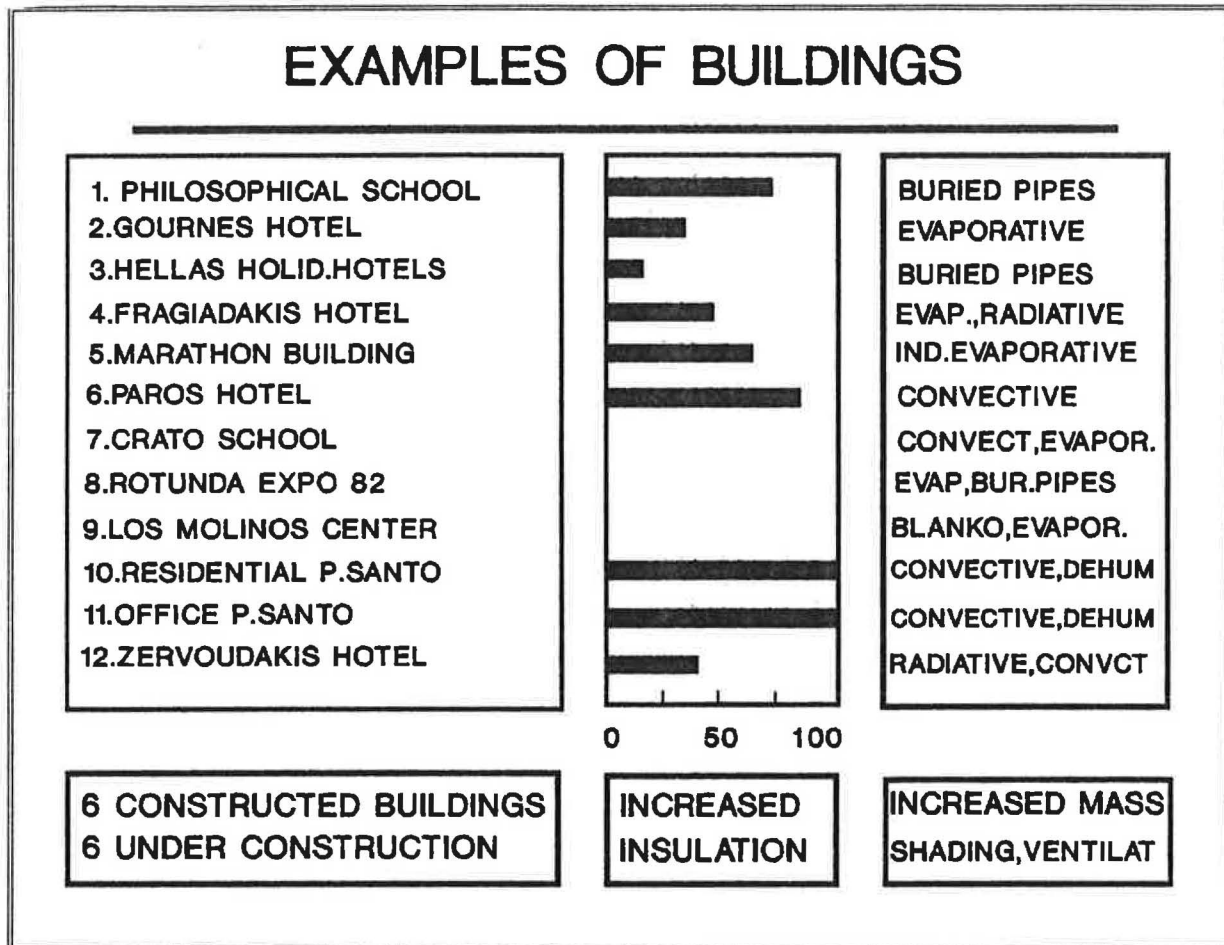 EXAMPLES OF BUILDINGS
1. PHILOSOPHICAL SCHOOL
2.GOURNES HOTEL
3.HELLAS HOLID.HOTELS
4.FRAGIADAKIS HOTEL
5.MARATHON BUILDING
6.PAROS HOTEL
7.CRATO SCHOOL
8.ROTUNDA EXPO 82
9.LOS MOLINOS CENTER
10.RESIDENTIAL P.SANTO
11.OFFICE P.SANTO
12.ZERVOUDAKIS HOTEL
0 50 100
BURIED PIPES
EVAPORATIVE
BURIED PIPES
EVAP.,RADIATIVE
IND.EVAPORATIVE
CONVECTIVE
CONVECT,EVAPOR.
EVAP,BUR.PIPES
BLANKO,EVAPOR.
CONVECTIVE,DEHUM
CONVECTIVE,DEHUM
RADIATIVE,CONVCT
6 CONSTRUCTED BUILDINGS
6 UNDER CONSTRUCTION
INCREASED
INSULATION
INCREASED MASS
SHADING,VENTILAT